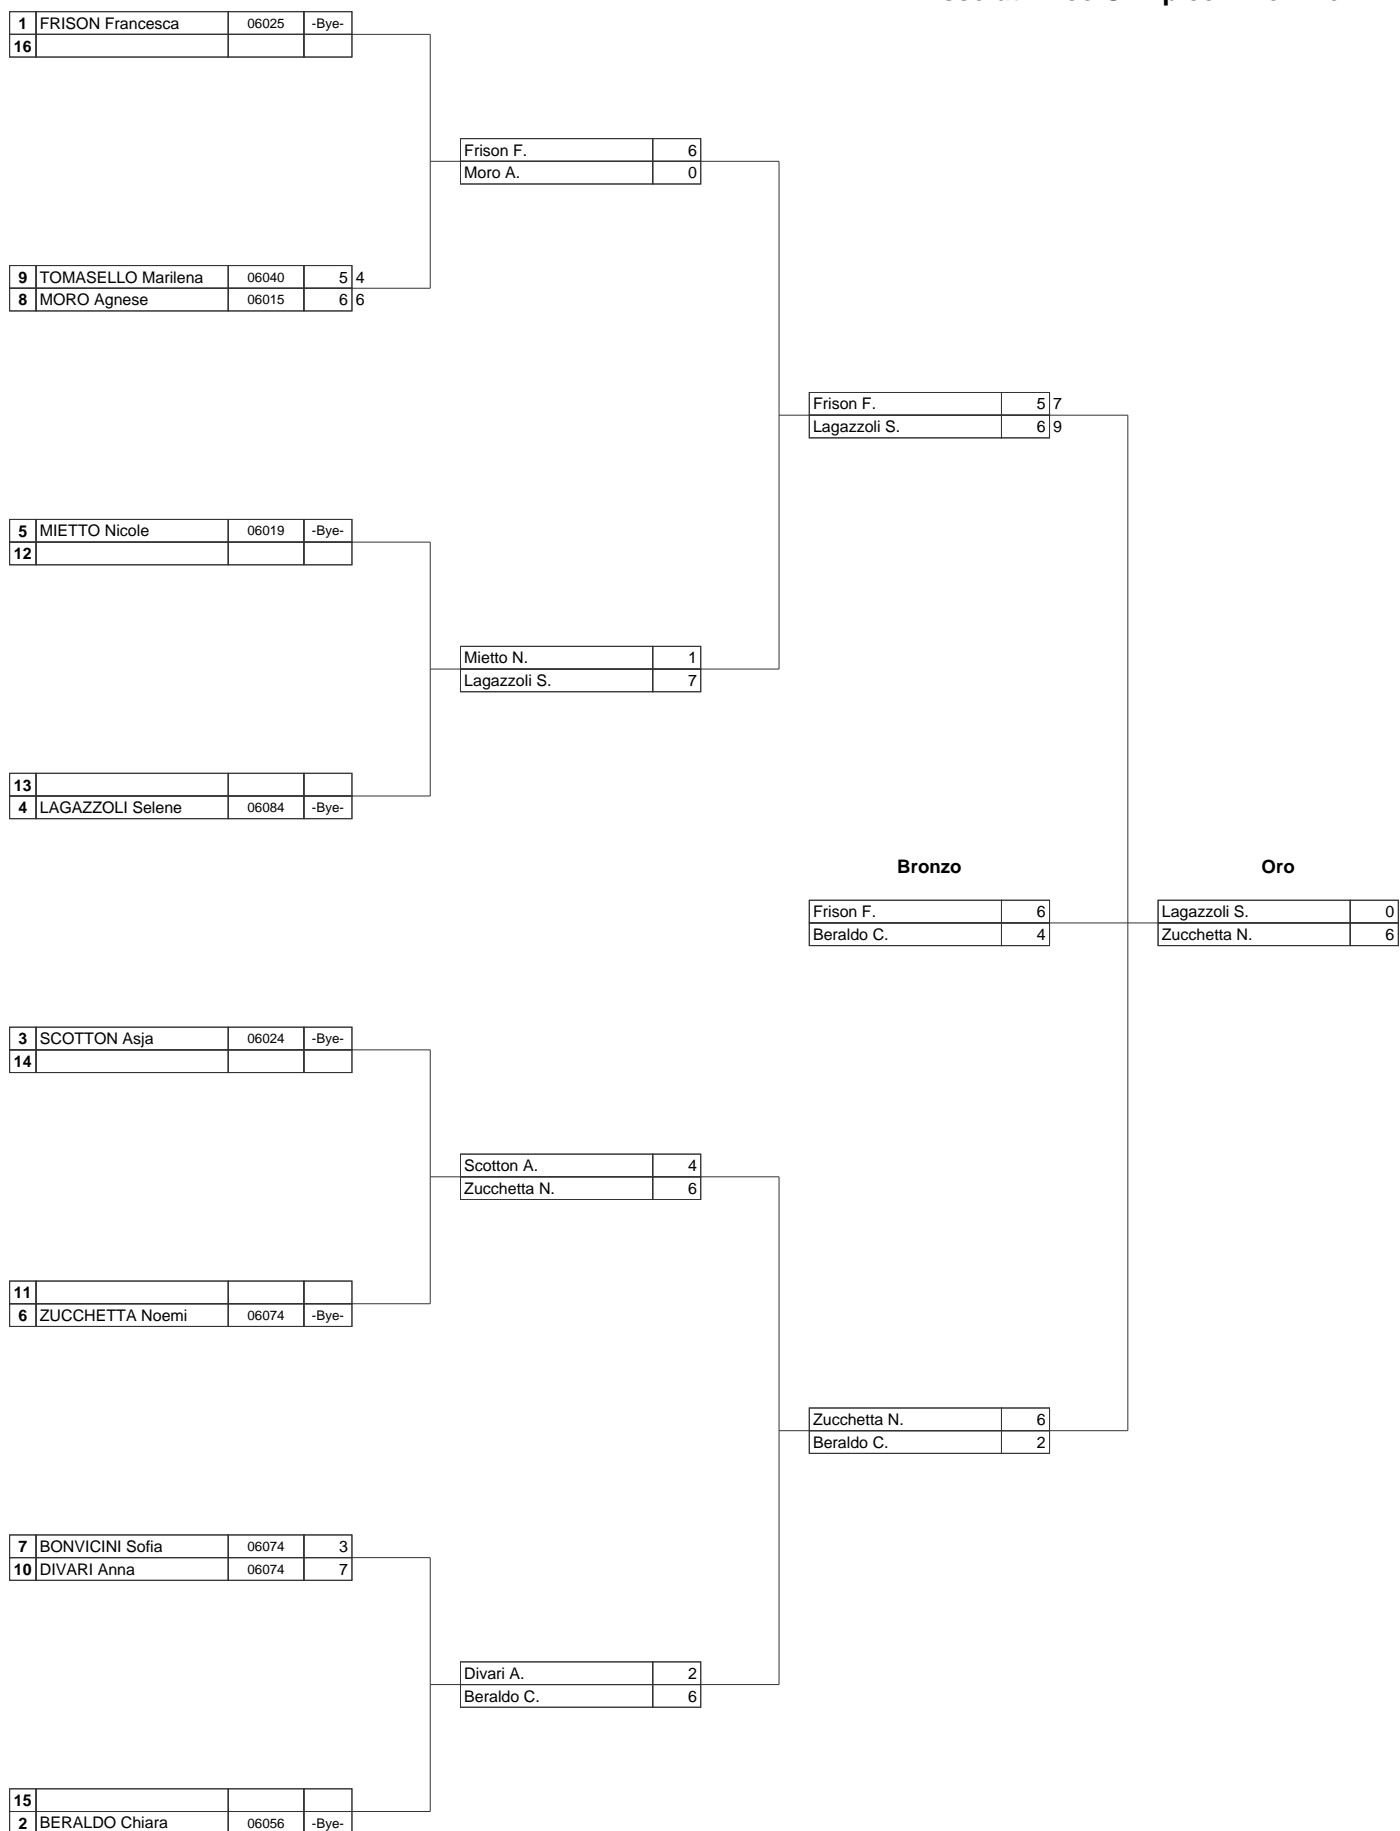 1 FRISON Francesca 06025 -Bye-
16
Frison F. 6
Moro A. 0
9 TOMASELLO Marilena 06040 5 4
8 MORO Agnese 06015 6 6
Frison F. 5 7
Lagazzoli S. 6 9
5 MIETTO Nicole 06019 -Bye-
12
Mietto N. 1
Lagazzoli S. 7
13
4 LAGAZZOLI Selene 06084 -Bye-
Bronzo Oro
Frison F. 6 Lagazzoli S. 0
Beraldo C. 4 Zucchetta N. 6
3 SCOTTON Asja 06024 -Bye-
14
Scotton A. 4
Zucchetta N. 6
11
6 ZUCCHETTA Noemi 06074 -Bye-
Zucchetta N. 6
Beraldo C. 2
7 BONVICINI Sofia 06074 3
10 DIVARI Anna 06074 7
Divari A. 2
Beraldo C. 6
15
2 BERALDO Chiara 06056 -Bye-